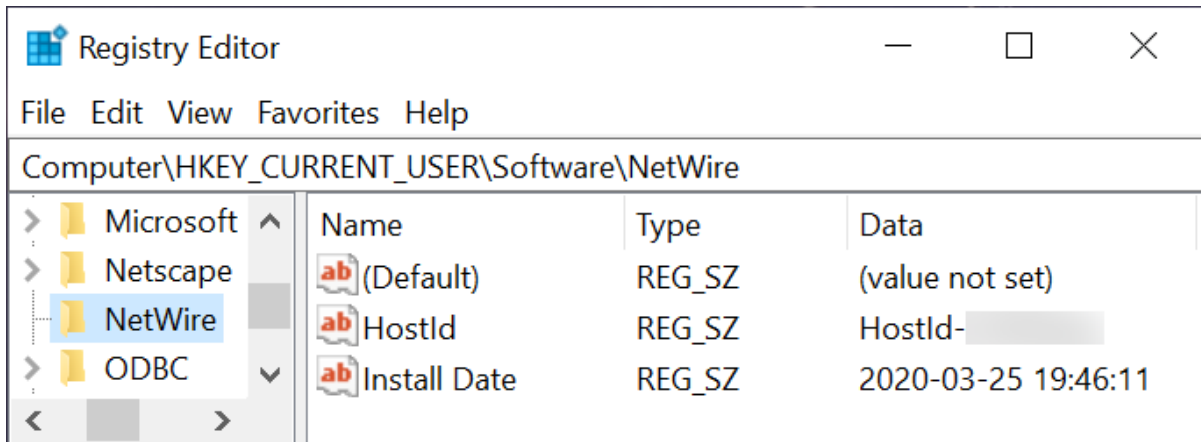 Registry Editor
File Edit View Favorites Help
Computer\HKEY_CURRENT_USER\Software\NetWire
Microsoft
Netscape
NetWire
ODBC
Name Type Data
(Default) REG_SZ (value not set)
HostId REG_SZ HostId-
Install Date REG_SZ 2020-03-25 19:46:11